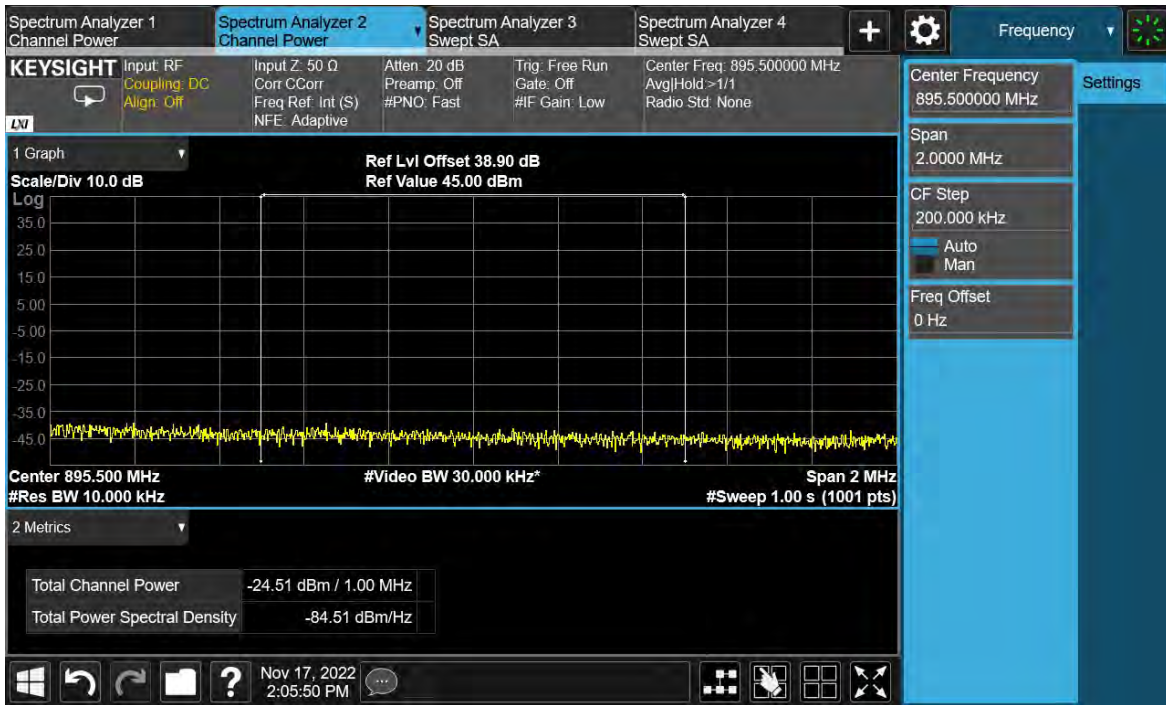 Spectrum Analyzer 1
Channel Power
Spectrum Analyzer 2
Channel Power
Spectrum Analyzer 3
Swept SA
Spectrum Analyzer 4
Swept SA
+
Frequency
KEYSIGHT
LXI
Input: RF
Coupling: DC
Align: Off
Input Z: 50 Ω
Corr CCorr
Freq Ref: Int (S)
NFE: Adaptive
Atten: 20 dB
Preamp: Off
#PNO: Fast
Trig: Free Run
Gate: Off
#IF Gain: Low
Center Freq: 895.500000 MHz
Avg|Hold:>1/1
Radio Std: None
Center Frequency
895.500000 MHz
Settings
Span
2.0000 MHz
CF Step
200.000 kHz
Auto
Man
Freq Offset
0 Hz
1 Graph
Scale/Div 10.0 dB
Ref Lvl Offset 38.90 dB
Ref Value 45.00 dBm
Log
35.0
25.0
15.0
5.00
-5.00
-15.0
-25.0
-35.0
-45.0
Center 895.500 MHz
#Video BW 30.000 kHz*
Span 2 MHz
#Res BW 10.000 kHz
#Sweep 1.00 s (1001 pts)
2 Metrics
Total Channel Power -24.51 dBm / 1.00 MHz
Total Power Spectral Density -84.51 dBm/Hz
?
Nov 17, 2022
2:05:50 PM